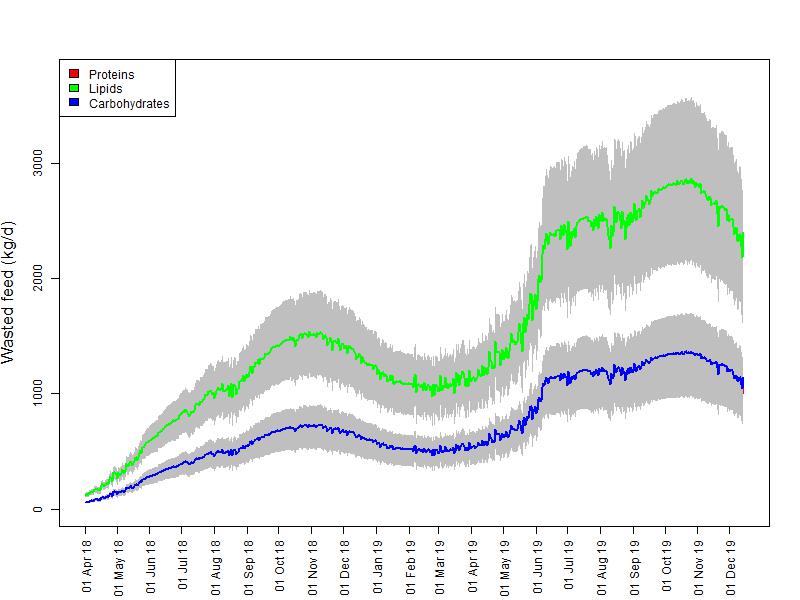 Proteins
Lipids
Carbohydrates
Wasted feed (kg/d)
3000
2000
1000
0
01 Apr 18
01 May 18
01 Jun 18
01 Jul 18
01 Aug 18
01 Sep 18
01 Oct 18
01 Nov 18
01 Dec 18
01 Jan 19
01 Feb 19
01 Mar 19
01 Apr 19
01 May 19
01 Jun 19
01 Jul 19
01 Aug 19
01 Sep 19
01 Oct 19
01 Nov 19
01 Dec 19